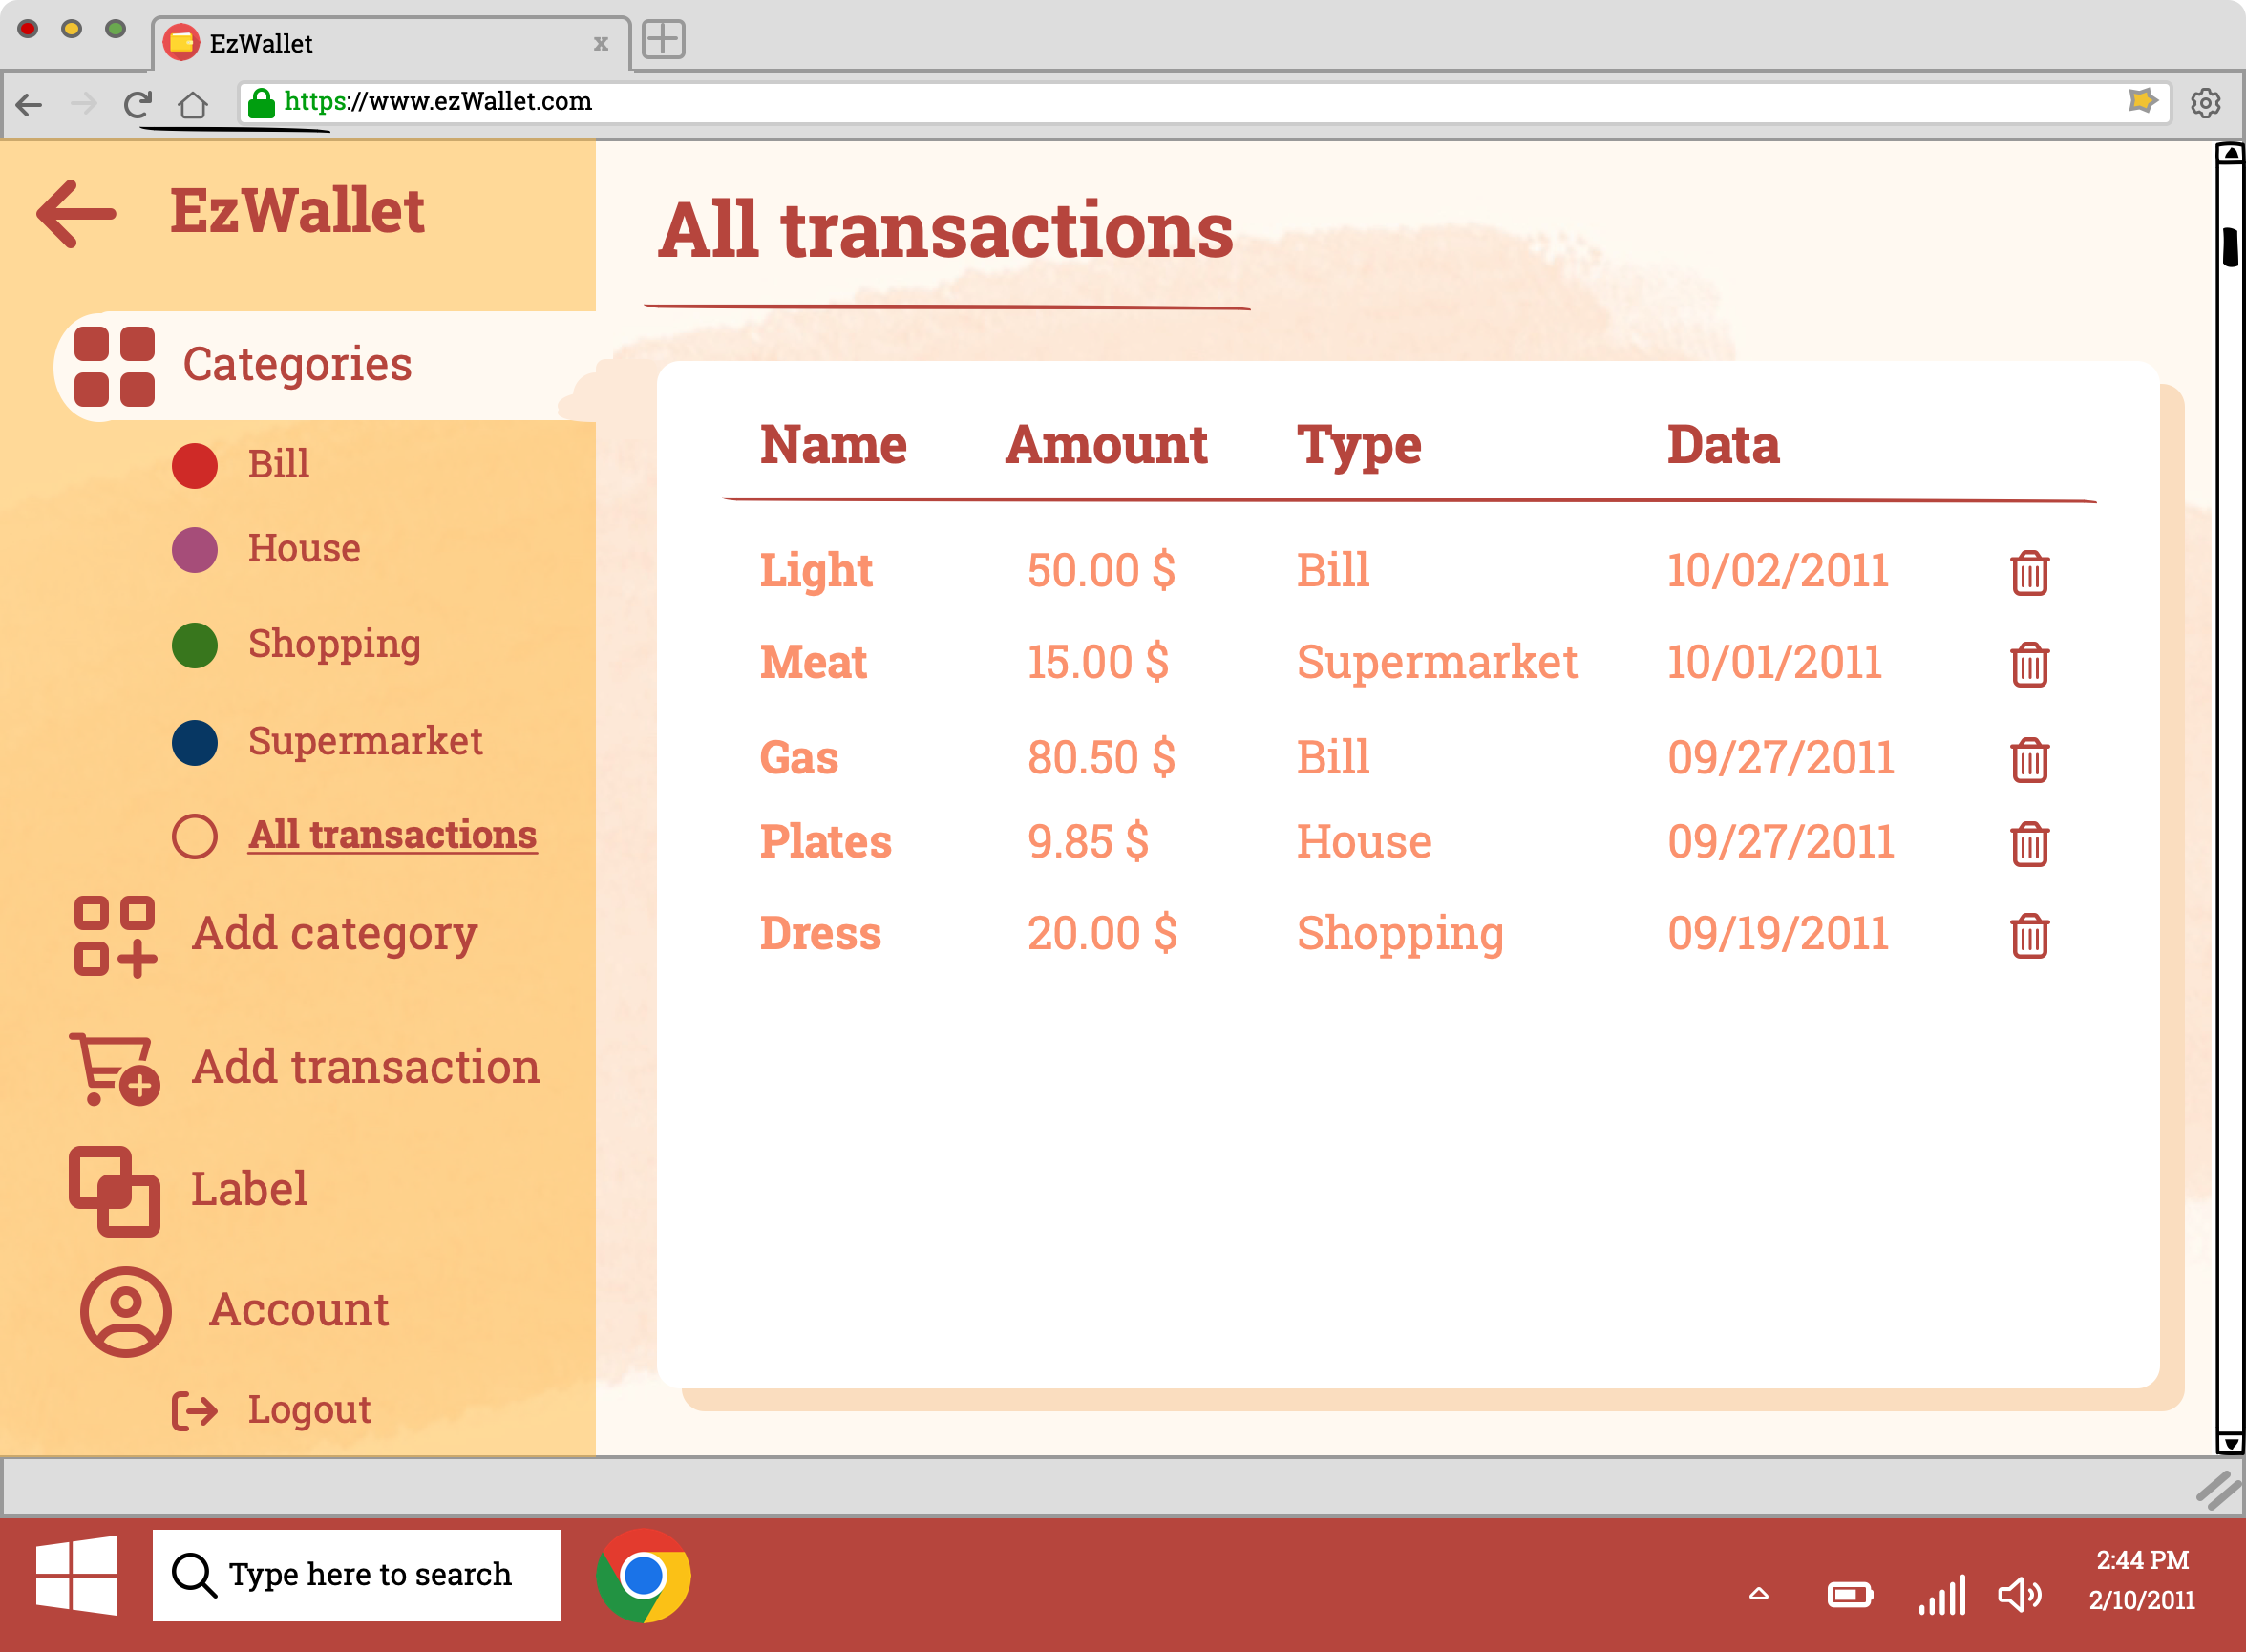 EzWallet
x
https://www.ezWallet.com
EzWallet
Categories
Bill
House
Shopping
Supermarket
All transactions
Add category
Add transaction
Label
Account
Logout
All transactions
Name Amount Type Data
Light 50.00 $ Bill 10/02/2011
Meat 15.00 $ Supermarket 10/01/2011
Gas 80.50 $ Bill 09/27/2011
Plates 9.85 $ House 09/27/2011
Dress 20.00 $ Shopping 09/19/2011
Type here to search
2:44 PM
2/10/2011